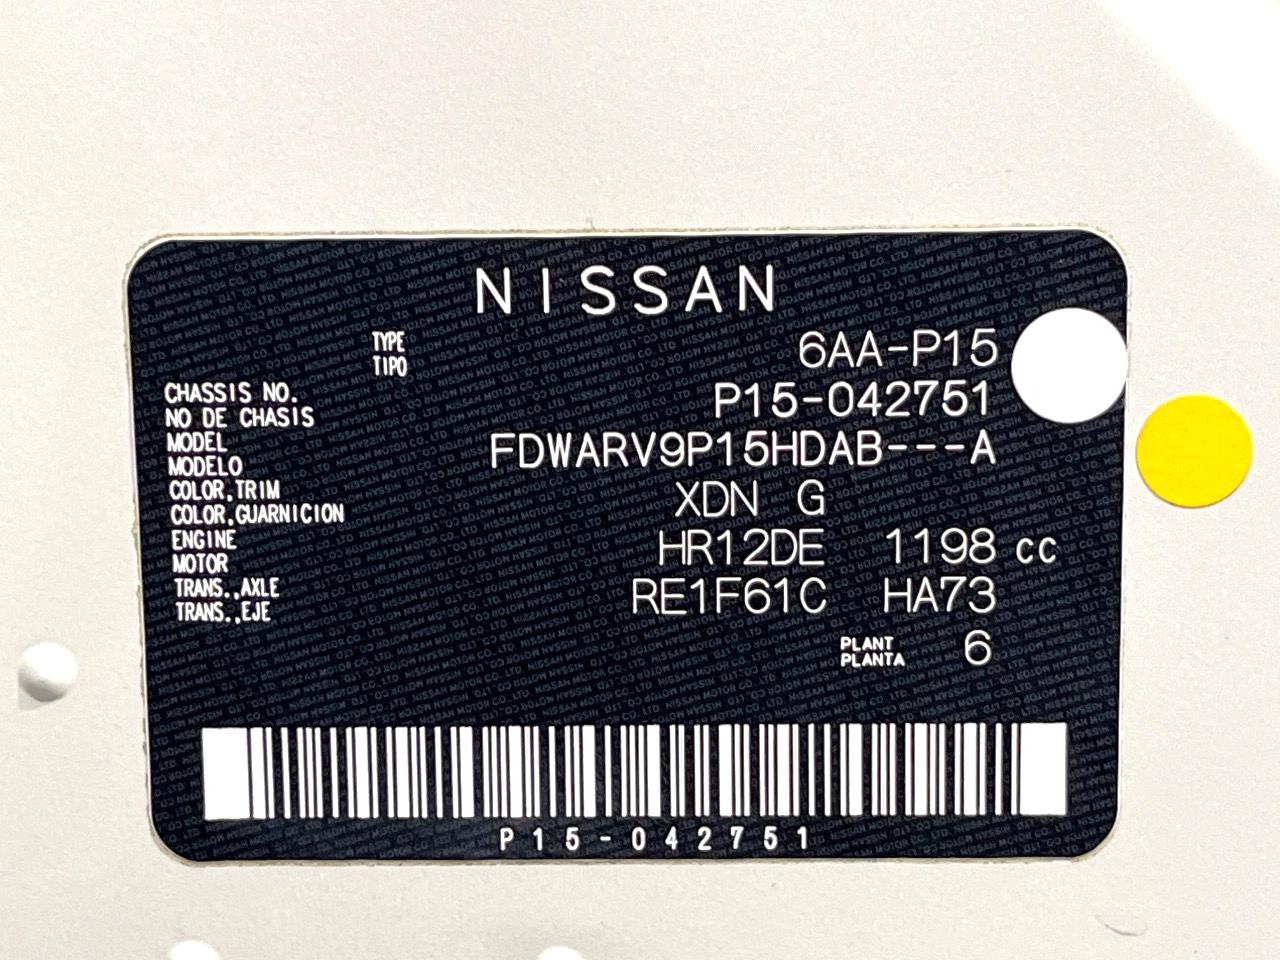 NISSAN
TYPE
TIPO 6AA-P15
CHASSIS NO.
NO DE CHASIS P15-042751
MODEL
MODELO FDWARV9P15HDAB---A
COLOR,TRIM
COLOR,GUARNICION XDN G
ENGINE
MOTOR HR12DE 1198 cc
TRANS.,AXLE
TRANS.,EJE RE1F61C HA73
PLANT
PLANTA 6
P15-042751